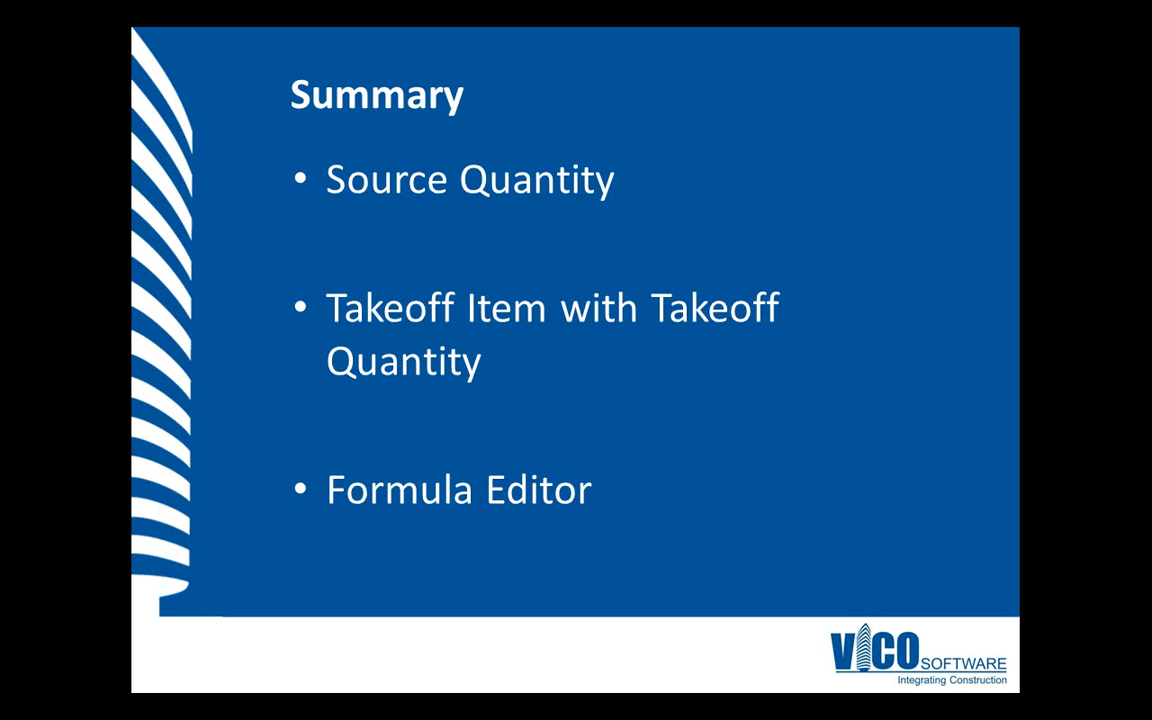 Summary
• Source Quantity
• Takeoff Item with Takeoff
Quantity
• Formula Editor
VICO SOFTWARE
Integrating Construction